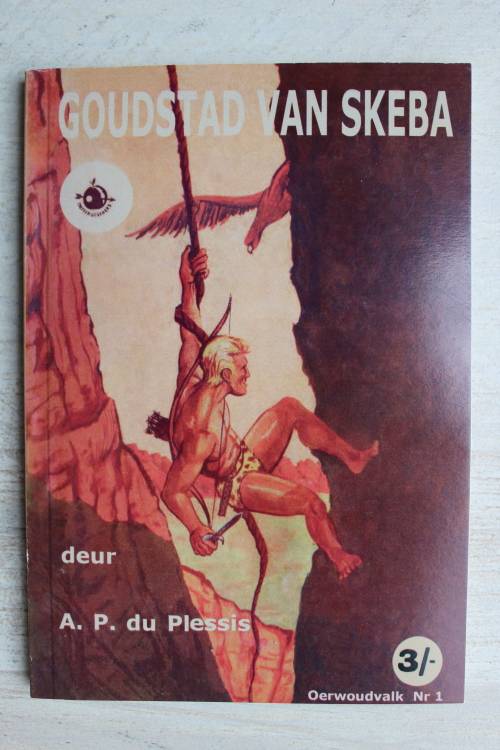 GOUDSTAD VAN SKEBA
deur
A. P. du Plessis
3/-
Oerwoudvalk Nr 1